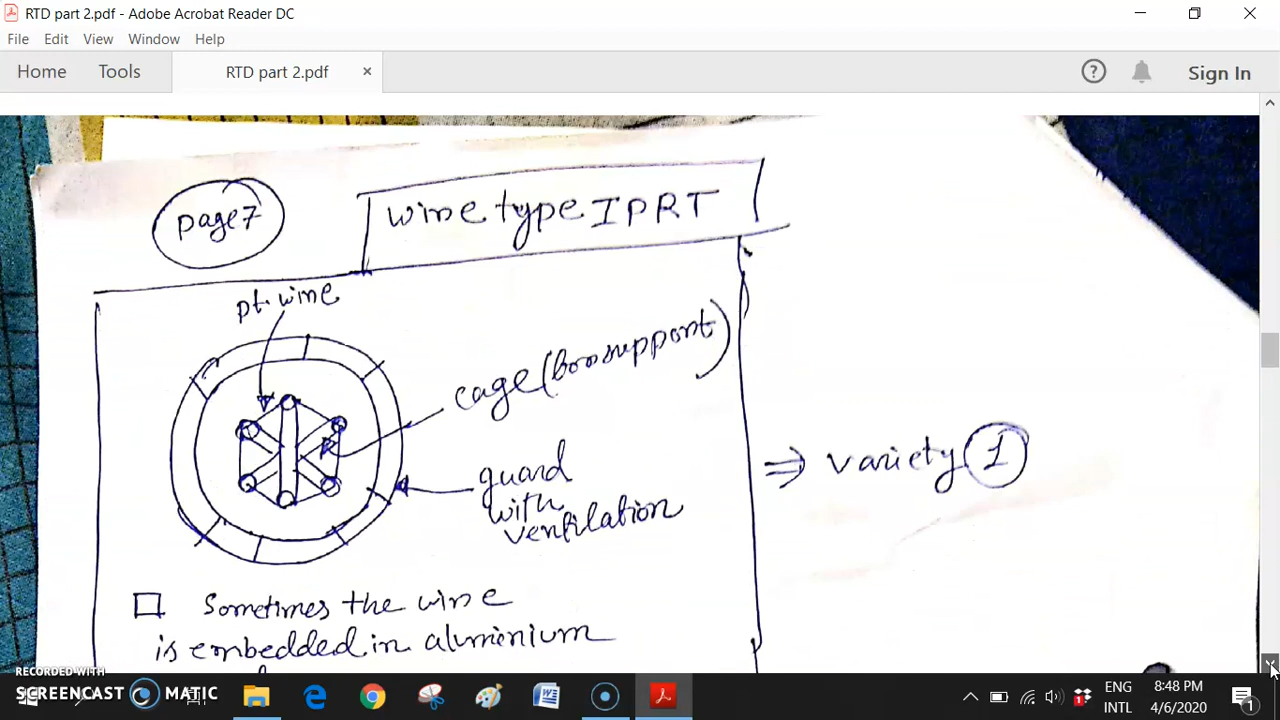 RTD part 2.pdf - Adobe Acrobat Reader DC
File Edit View Window Help
Home Tools RTD part 2.pdf × Sign In
page 7
wire type IPRT
pt. wire
cage (for support)
guard
with
ventilation
⇒ variety 1
Sometimes the wire
is embedded in aluminium
RECORDED WITH
SCREENCAST MATIC
ENG
INTL
8:48 PM
4/6/2020
1